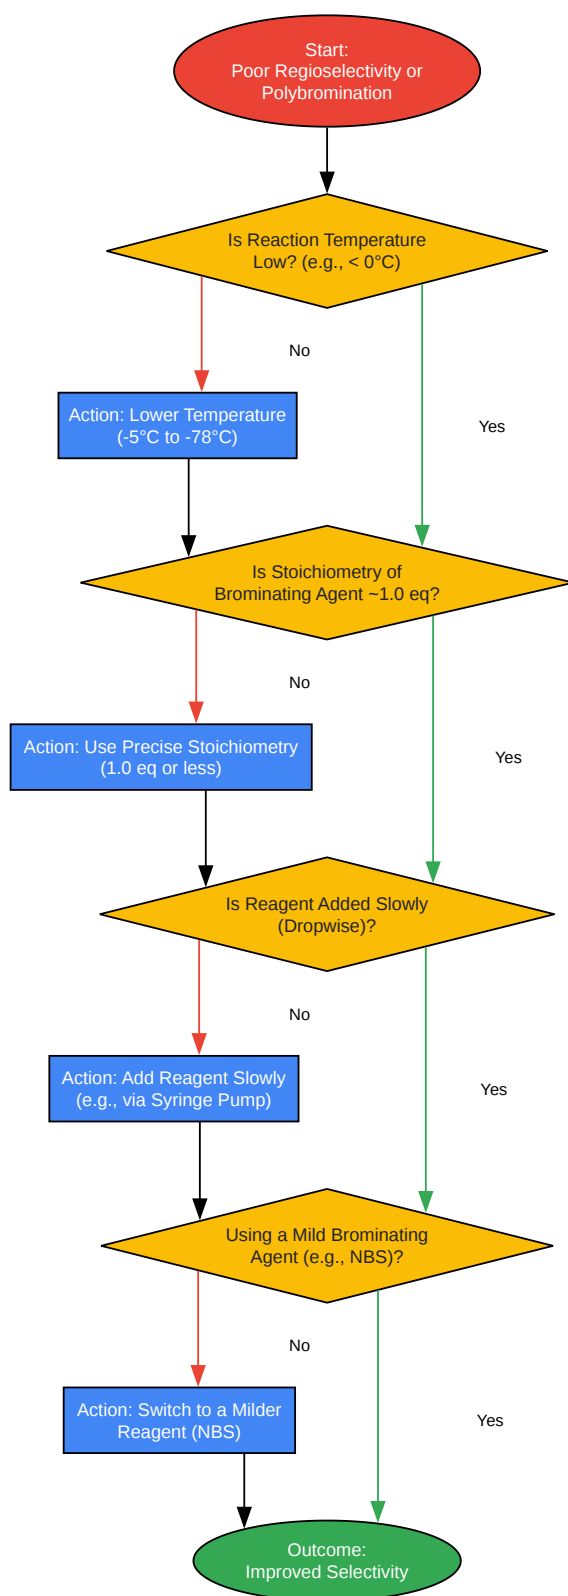 Start:
Poor Regioselectivity or
Polybromination
Is Reaction Temperature
Low? (e.g., < 0°C)
No
Action: Lower Temperature
(-5°C to -78°C)
Yes
Is Stoichiometry of
Brominating Agent ~1.0 eq?
No
Action: Use Precise Stoichiometry
(1.0 eq or less)
Yes
Is Reagent Added Slowly
(Dropwise)?
No
Action: Add Reagent Slowly
(e.g., via Syringe Pump)
Yes
Using a Mild Brominating
Agent (e.g., NBS)?
No
Action: Switch to a Milder
Reagent (NBS)
Yes
Outcome:
Improved Selectivity